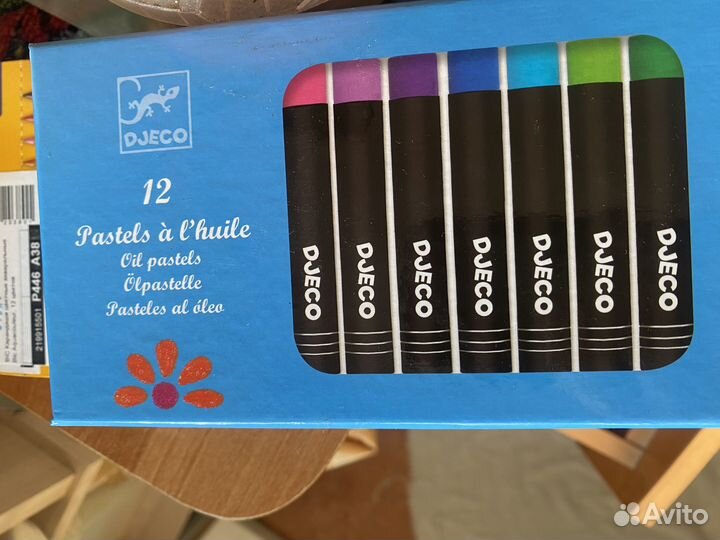 DJECO
12
Pastels à l'huile
Oil pastels
Ölpastelle
Pasteles al óleo
DJECO
DJECO
DJECO
DJECO
DJECO
DJECO
DJECO
P446 A38
219915501
Avito